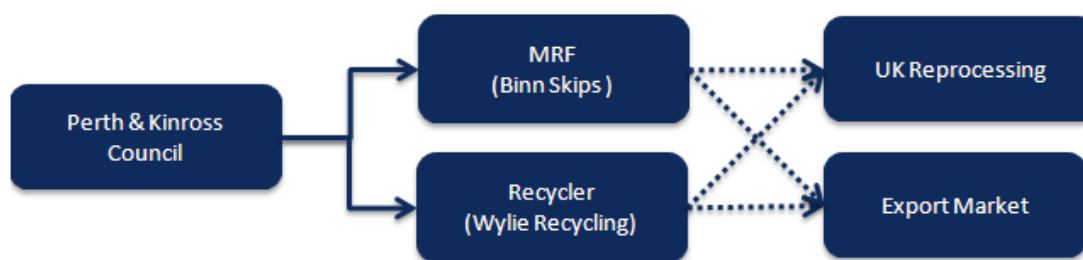 Perth & Kinross
Council
MRF
(Binn Skips )
Recycler
(Wylie Recycling)
UK Reprocessing
Export Market